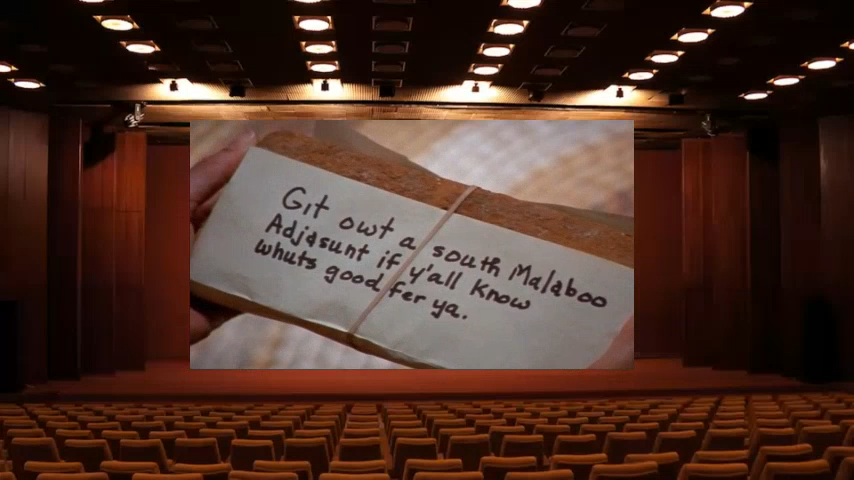 Git owt a south Malaboo
Adjasunt if y'all know
whuts good fer ya.